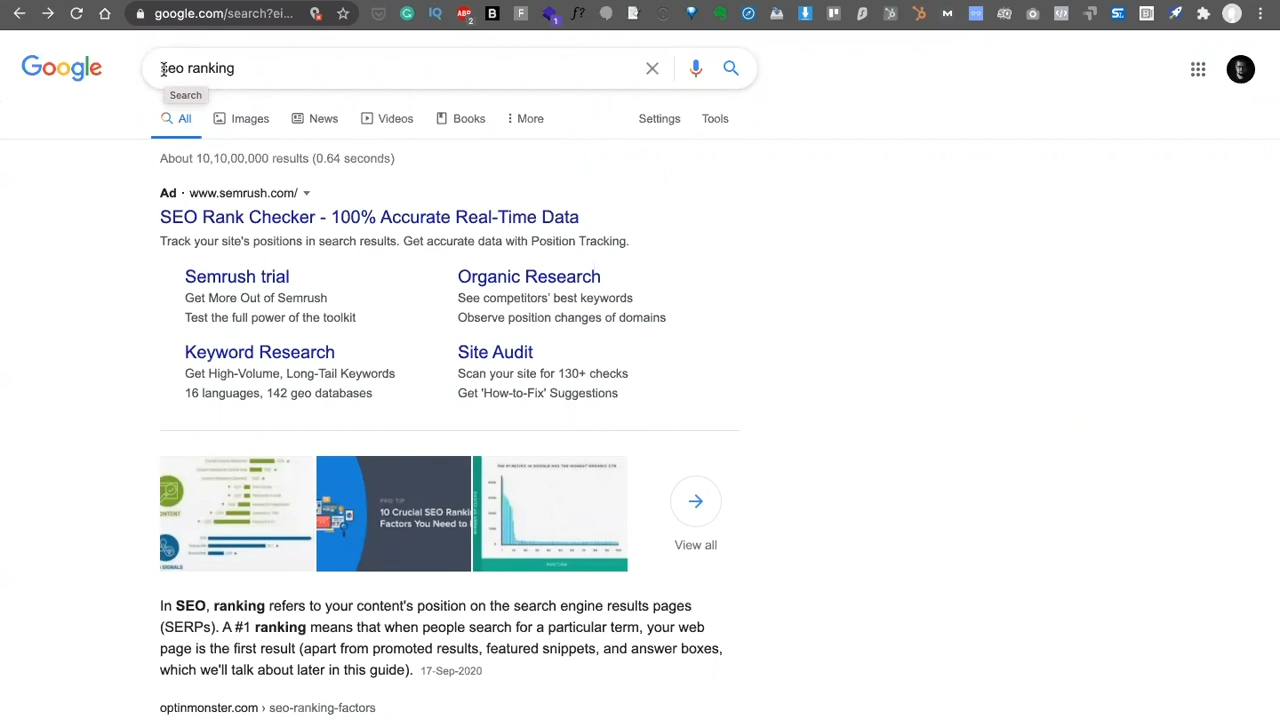 google.com/search?ei...
Google
seo ranking
Search
All
Images
News
Videos
Books
More
Settings
Tools
About 10,10,00,000 results (0.64 seconds)
Ad · www.semrush.com/
SEO Rank Checker - 100% Accurate Real-Time Data
Track your site's positions in search results. Get accurate data with Position Tracking.
Semrush trial
Get More Out of Semrush
Test the full power of the toolkit
Organic Research
See competitors' best keywords
Observe position changes of domains
Keyword Research
Get High-Volume, Long-Tail Keywords
16 languages, 142 geo databases
Site Audit
Scan your site for 130+ checks
Get 'How-to-Fix' Suggestions
CONTENT
SIGNALS
PRO TIP
10 Crucial SEO Ranki
Factors You Need to
View all
In SEO, ranking refers to your content's position on the search engine results pages
(SERPs). A #1 ranking means that when people search for a particular term, your web
page is the first result (apart from promoted results, featured snippets, and answer boxes,
which we'll talk about later in this guide). 17-Sep-2020
optinmonster.com › seo-ranking-factors